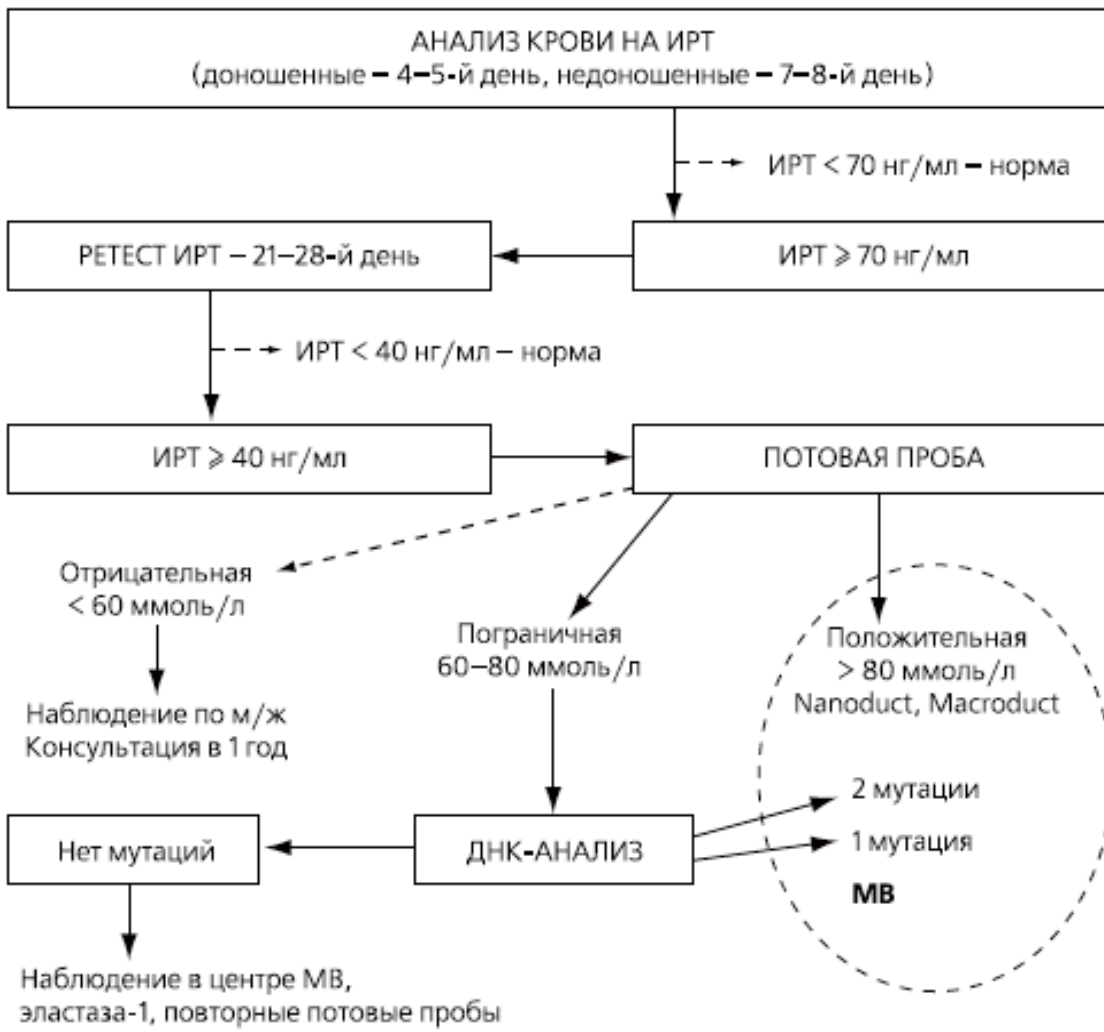 АНАЛИЗ КРОВИ НА ИРТ
(доношенные – 4–5-й день, недоношенные – 7–8-й день)
ИРТ < 70 нг/мл – норма
РЕТЕСТ ИРТ – 21–28-й день
ИРТ ⩾ 70 нг/мл
ИРТ < 40 нг/мл – норма
ИРТ ⩾ 40 нг/мл
ПОТОВАЯ ПРОБА
Отрицательная
< 60 ммоль/л
Наблюдение по м/ж
Консультация в 1 год
Пограничная
60–80 ммоль/л
Положительная
> 80 ммоль/л
Nanoduct, Macroduct
Нет мутаций
ДНК-АНАЛИЗ
2 мутации
1 мутация
МВ
Наблюдение в центре МВ,
эластаза-1, повторные потовые пробы